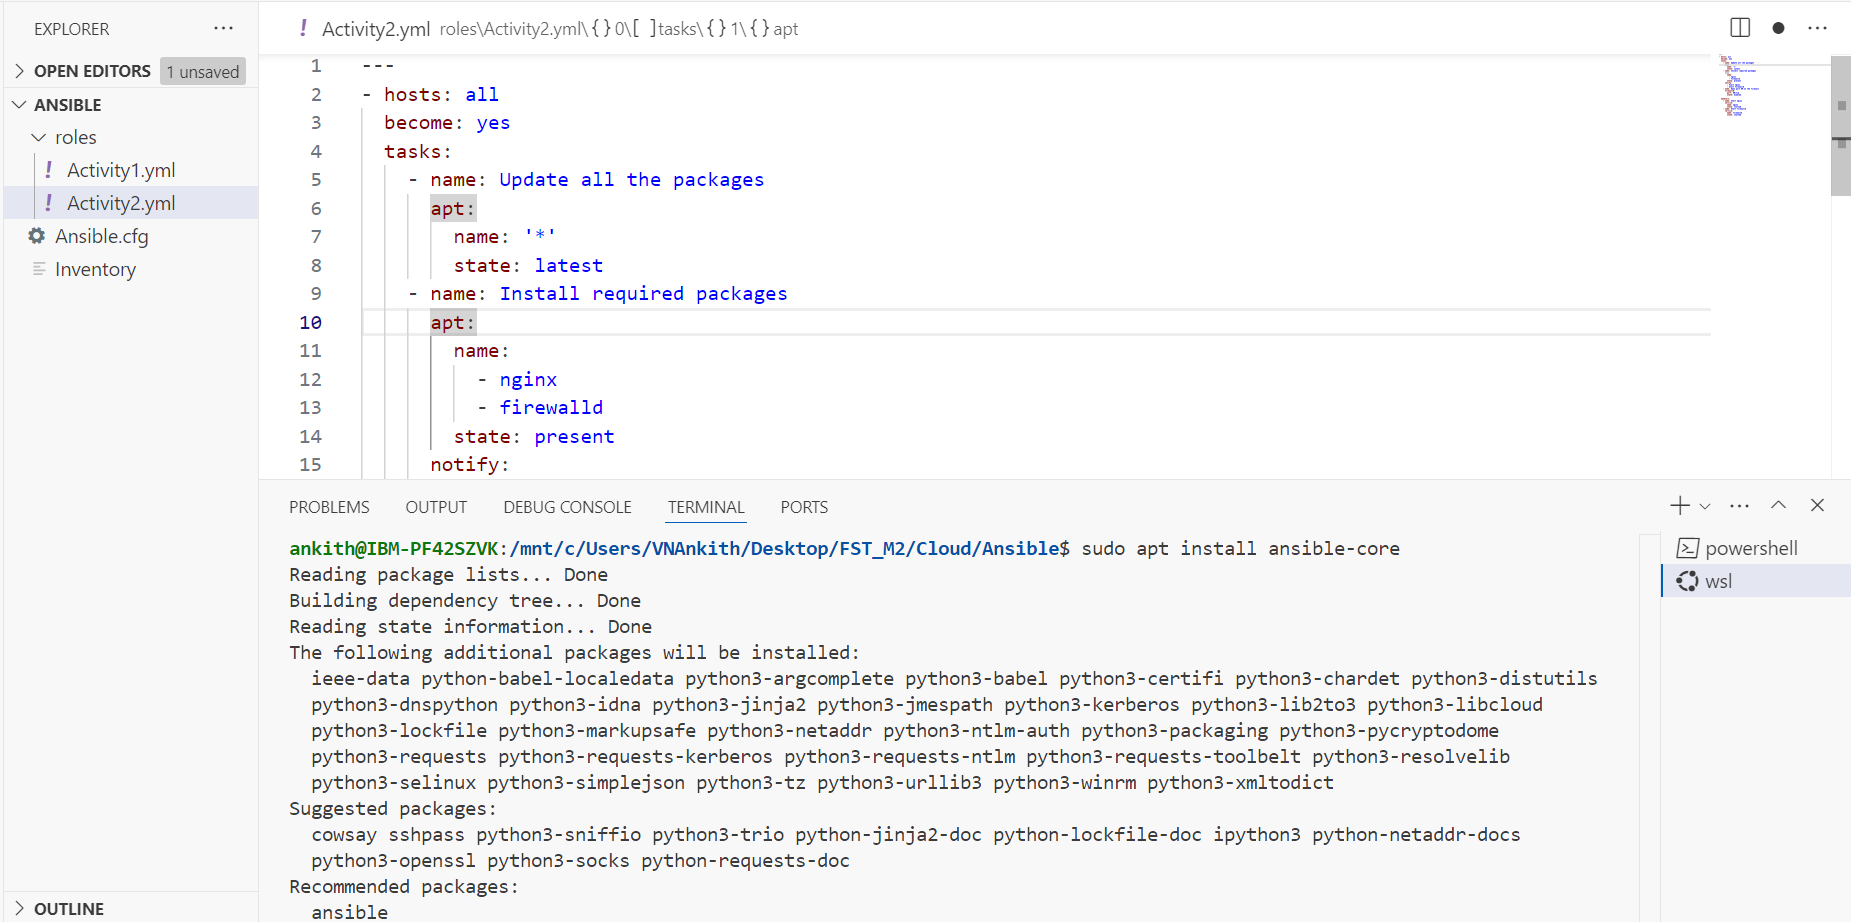 EXPLORER ...
OPEN EDITORS 1 unsaved
ANSIBLE
roles
! Activity1.yml
! Activity2.yml
Ansible.cfg
Inventory
OUTLINE
! Activity2.yml roles\Activity2.yml\{}0\[ ]tasks\{}1\{}apt
1 ---
2 - hosts: all
3 become: yes
4 tasks:
5 - name: Update all the packages
6 apt:
7 name: '*'
8 state: latest
9 - name: Install required packages
10 apt:
11 name:
12 - nginx
13 - firewalld
14 state: present
15 notify:
PROBLEMS OUTPUT DEBUG CONSOLE TERMINAL PORTS
ankith@IBM-PF42SZVK:/mnt/c/Users/VNAnkith/Desktop/FST_M2/Cloud/Ansible$ sudo apt install ansible-core
Reading package lists... Done
Building dependency tree... Done
Reading state information... Done
The following additional packages will be installed:
ieee-data python-babel-localedata python3-argcomplete python3-babel python3-certifi python3-chardet python3-distutils
python3-dnspython python3-idna python3-jinja2 python3-jmespath python3-kerberos python3-lib2to3 python3-libcloud
python3-lockfile python3-markupsafe python3-netaddr python3-ntlm-auth python3-packaging python3-pycryptodome
python3-requests python3-requests-kerberos python3-requests-ntlm python3-requests-toolbelt python3-resolvelib
python3-selinux python3-simplejson python3-tz python3-urllib3 python3-winrm python3-xmltodict
Suggested packages:
cowsay sshpass python3-sniffio python3-trio python-jinja2-doc python-lockfile-doc ipython3 python-netaddr-docs
python3-openssl python3-socks python-requests-doc
Recommended packages:
ansible
powershell
wsl